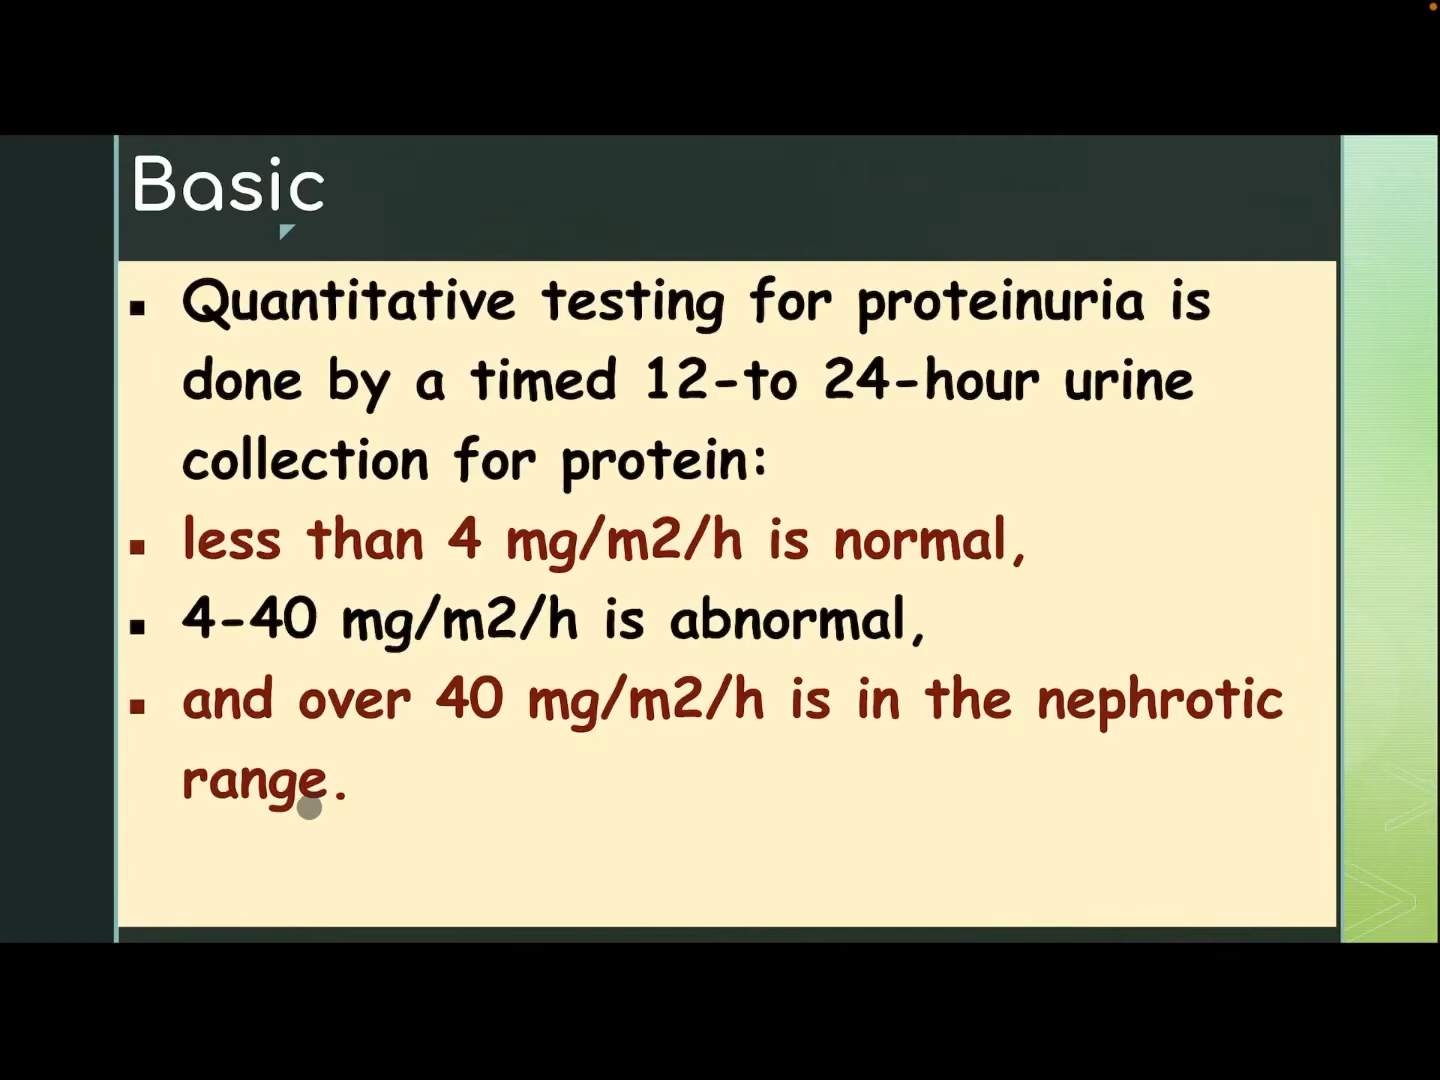 Basic
▪ Quantitative testing for proteinuria is
done by a timed 12-to 24-hour urine
collection for protein:
▪ less than 4 mg/m2/h is normal,
▪ 4-40 mg/m2/h is abnormal,
▪ and over 40 mg/m2/h is in the nephrotic
range.